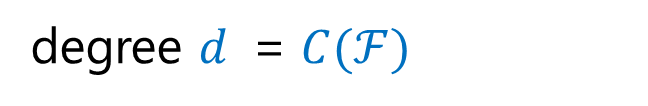 degree 𝑑 = 𝐶(ℱ)